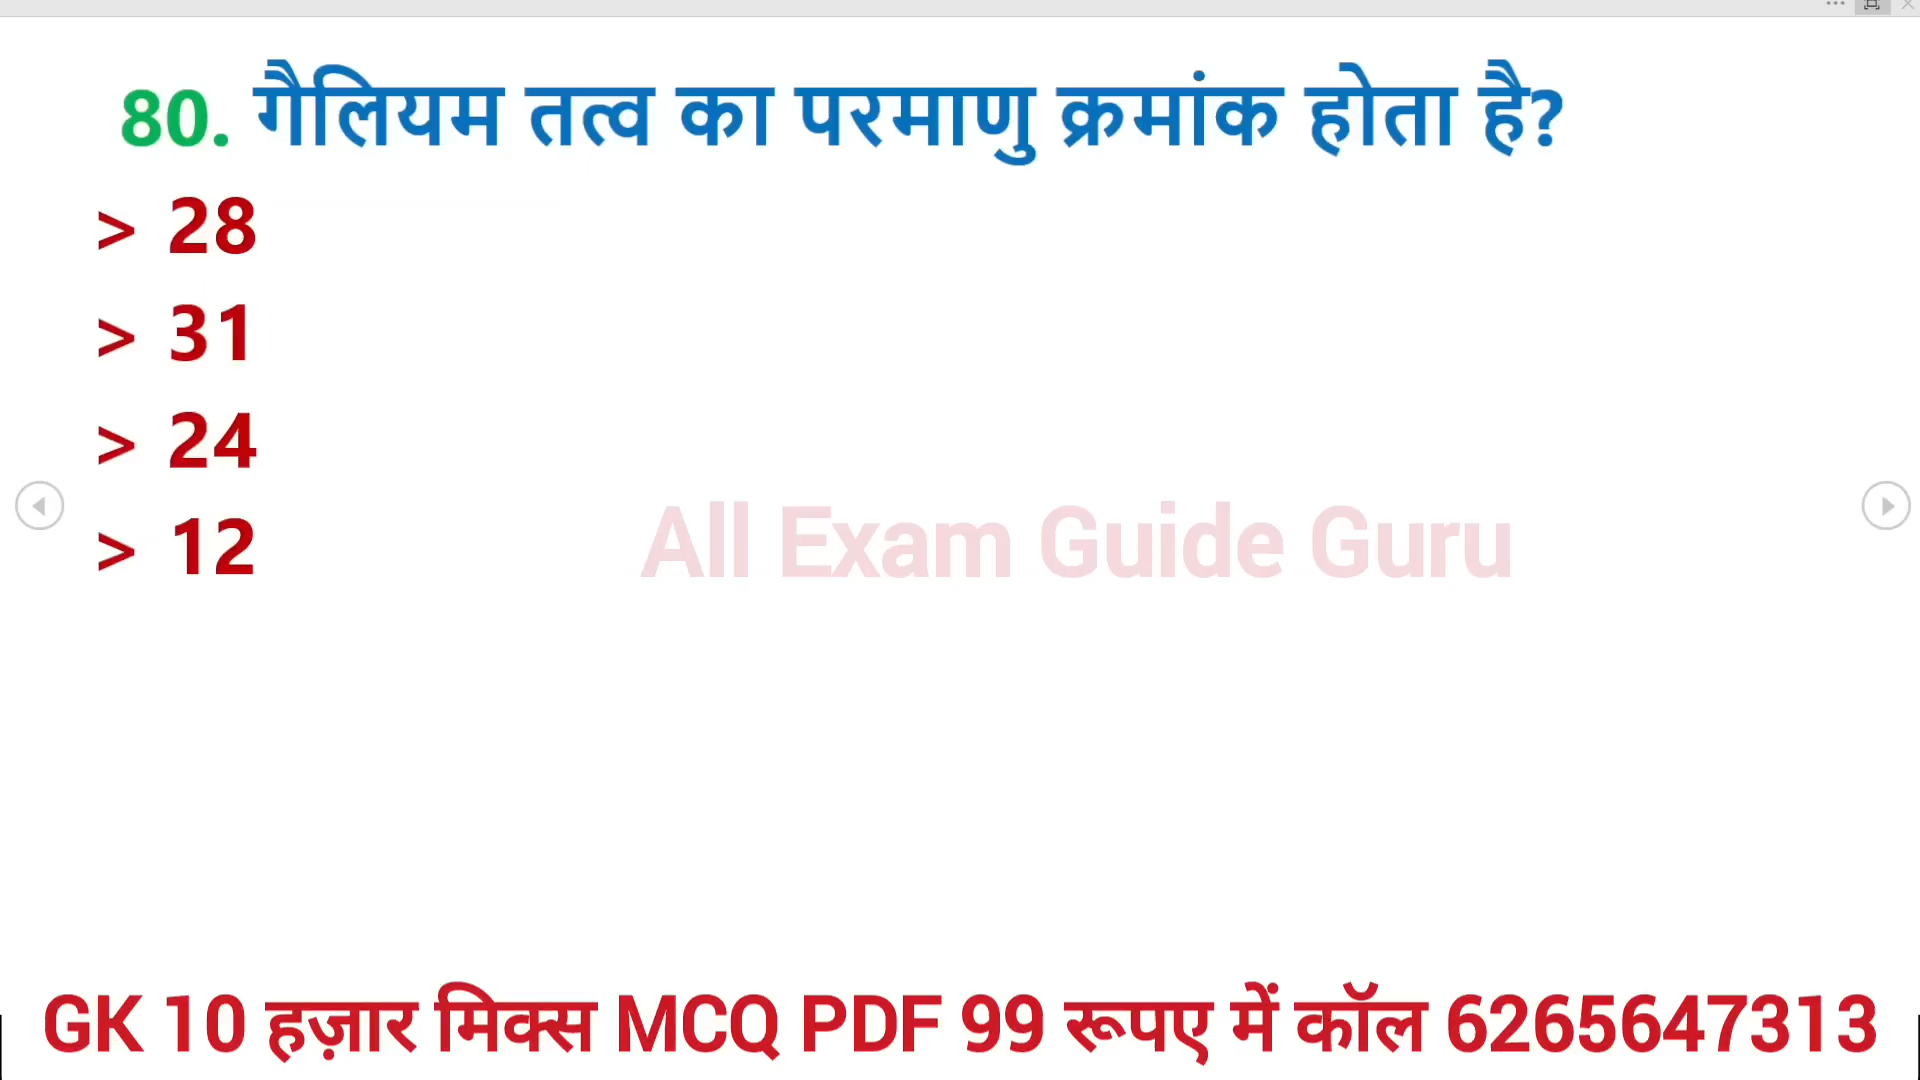 80. गैलियम तत्व का परमाणु क्रमांक होता है?
> 28
> 31
> 24
> 12
All Exam Guide Guru
GK 10 हज़ार मिक्स MCQ PDF 99 रूपए में कॉल 6265647313